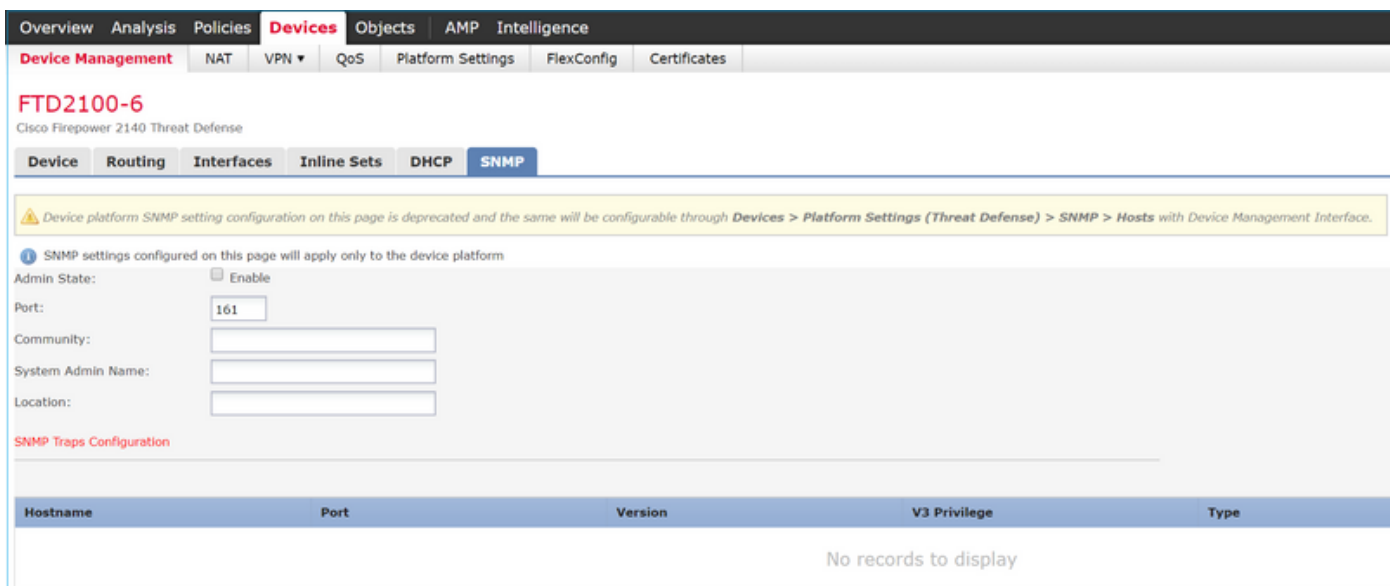 Overview Analysis Policies Devices Objects AMP Intelligence
Device Management NAT VPN ▼ QoS Platform Settings FlexConfig Certificates
FTD2100-6
Cisco Firepower 2140 Threat Defense
Device Routing Interfaces Inline Sets DHCP SNMP
Device platform SNMP setting configuration on this page is deprecated and the same will be configurable through Devices > Platform Settings (Threat Defense) > SNMP > Hosts with Device Management Interface.
SNMP settings configured on this page will apply only to the device platform
Admin State: Enable
Port: 161
Community:
System Admin Name:
Location:
SNMP Traps Configuration
Hostname Port Version V3 Privilege Type
No records to display